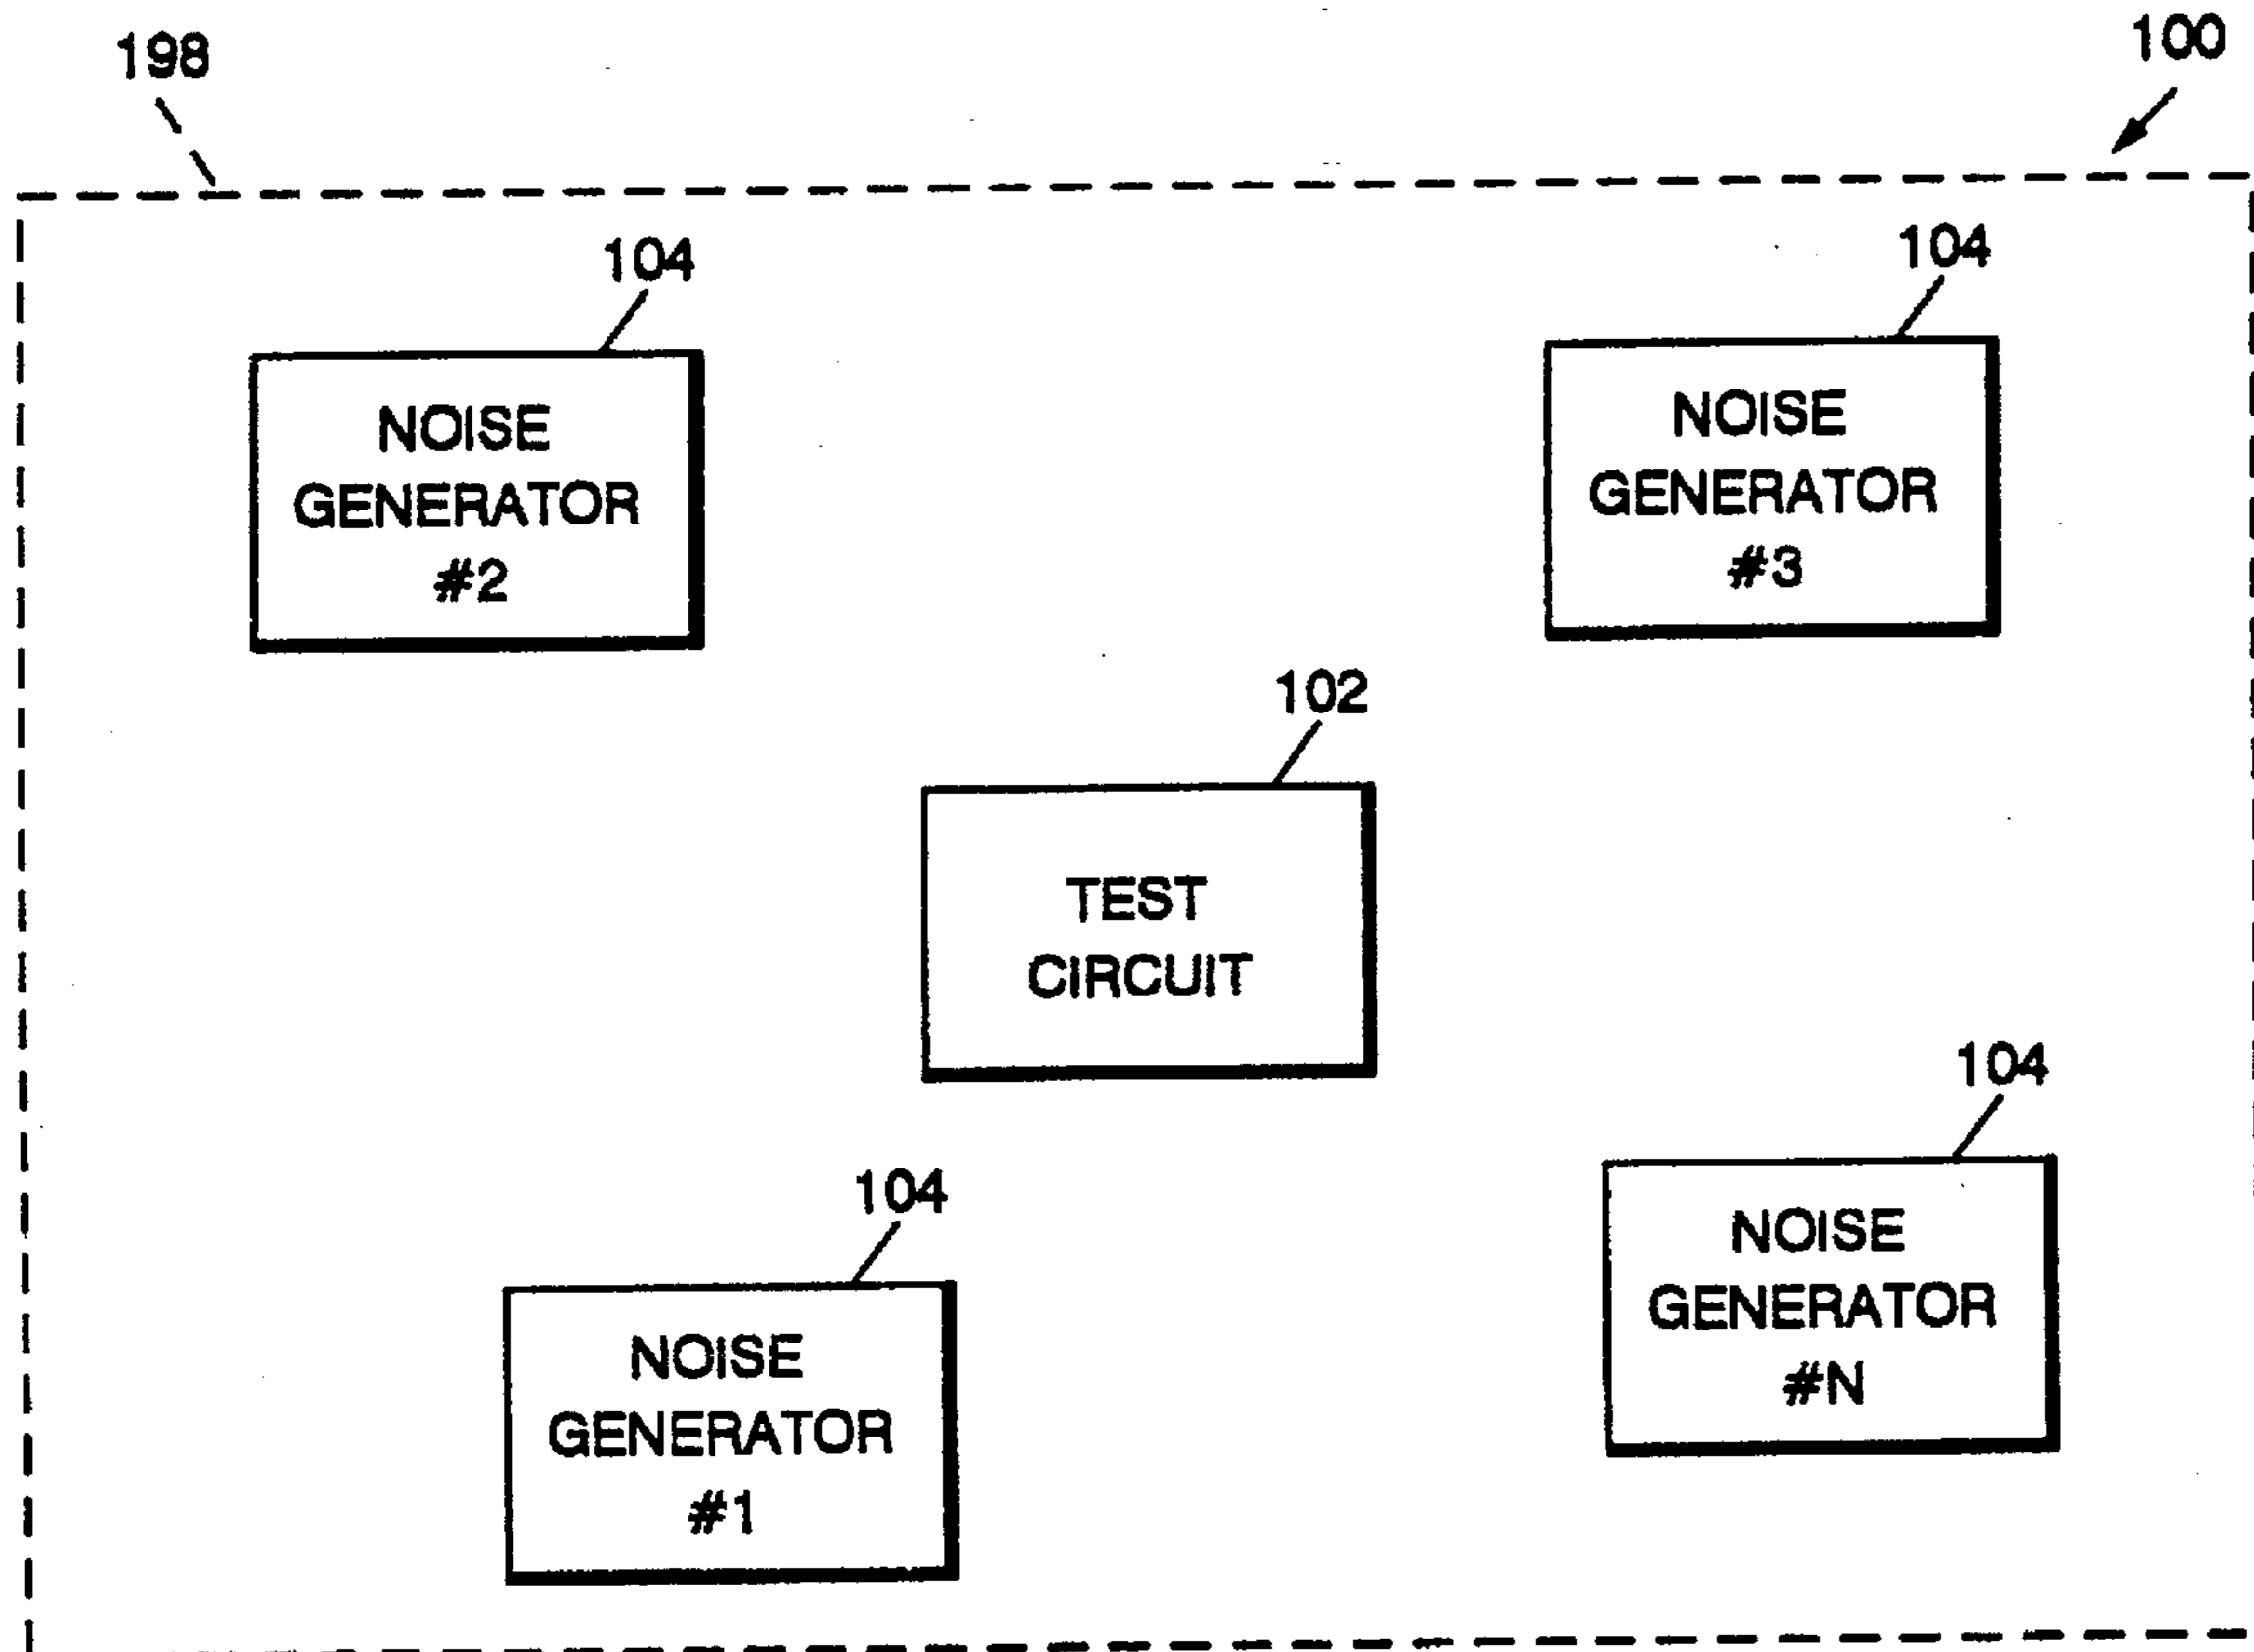 198
100
104
NOISE
GENERATOR
#2
104
NOISE
GENERATOR
#3
102
TEST
CIRCUIT
104
NOISE
GENERATOR
#1
104
NOISE
GENERATOR
#N